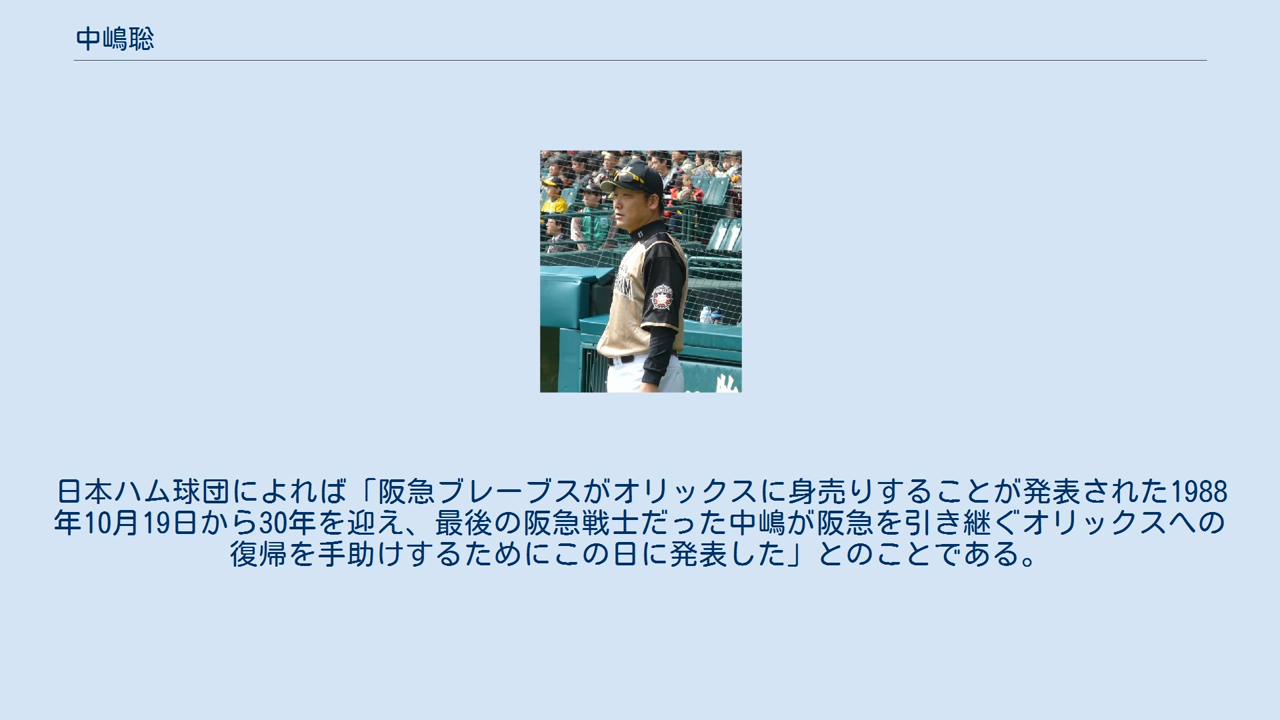 中嶋聡
日本ハム球団によれば「阪急ブレーブスがオリックスに身売りすることが発表された1988
年10月19日から30年を迎え、最後の阪急戦士だった中嶋が阪急を引き継ぐオリックスへの
復帰を手助けするためにこの日に発表した」とのことである。